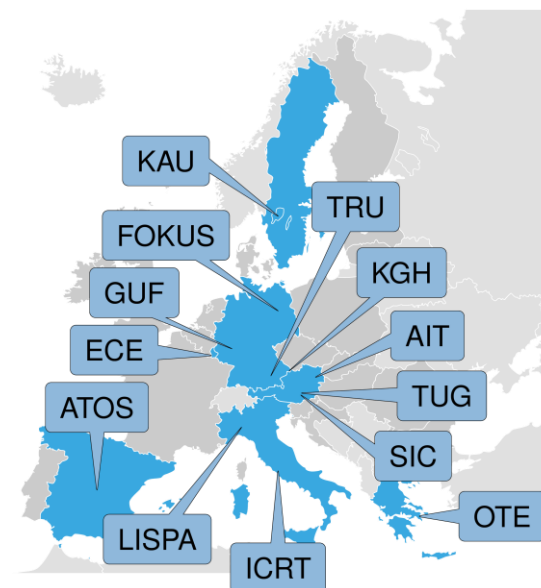 KAU
TRU
FOKUS
KGH
GUF
AIT
ECE
TUG
ATOS
SIC
OTE
LISPA
ICRT